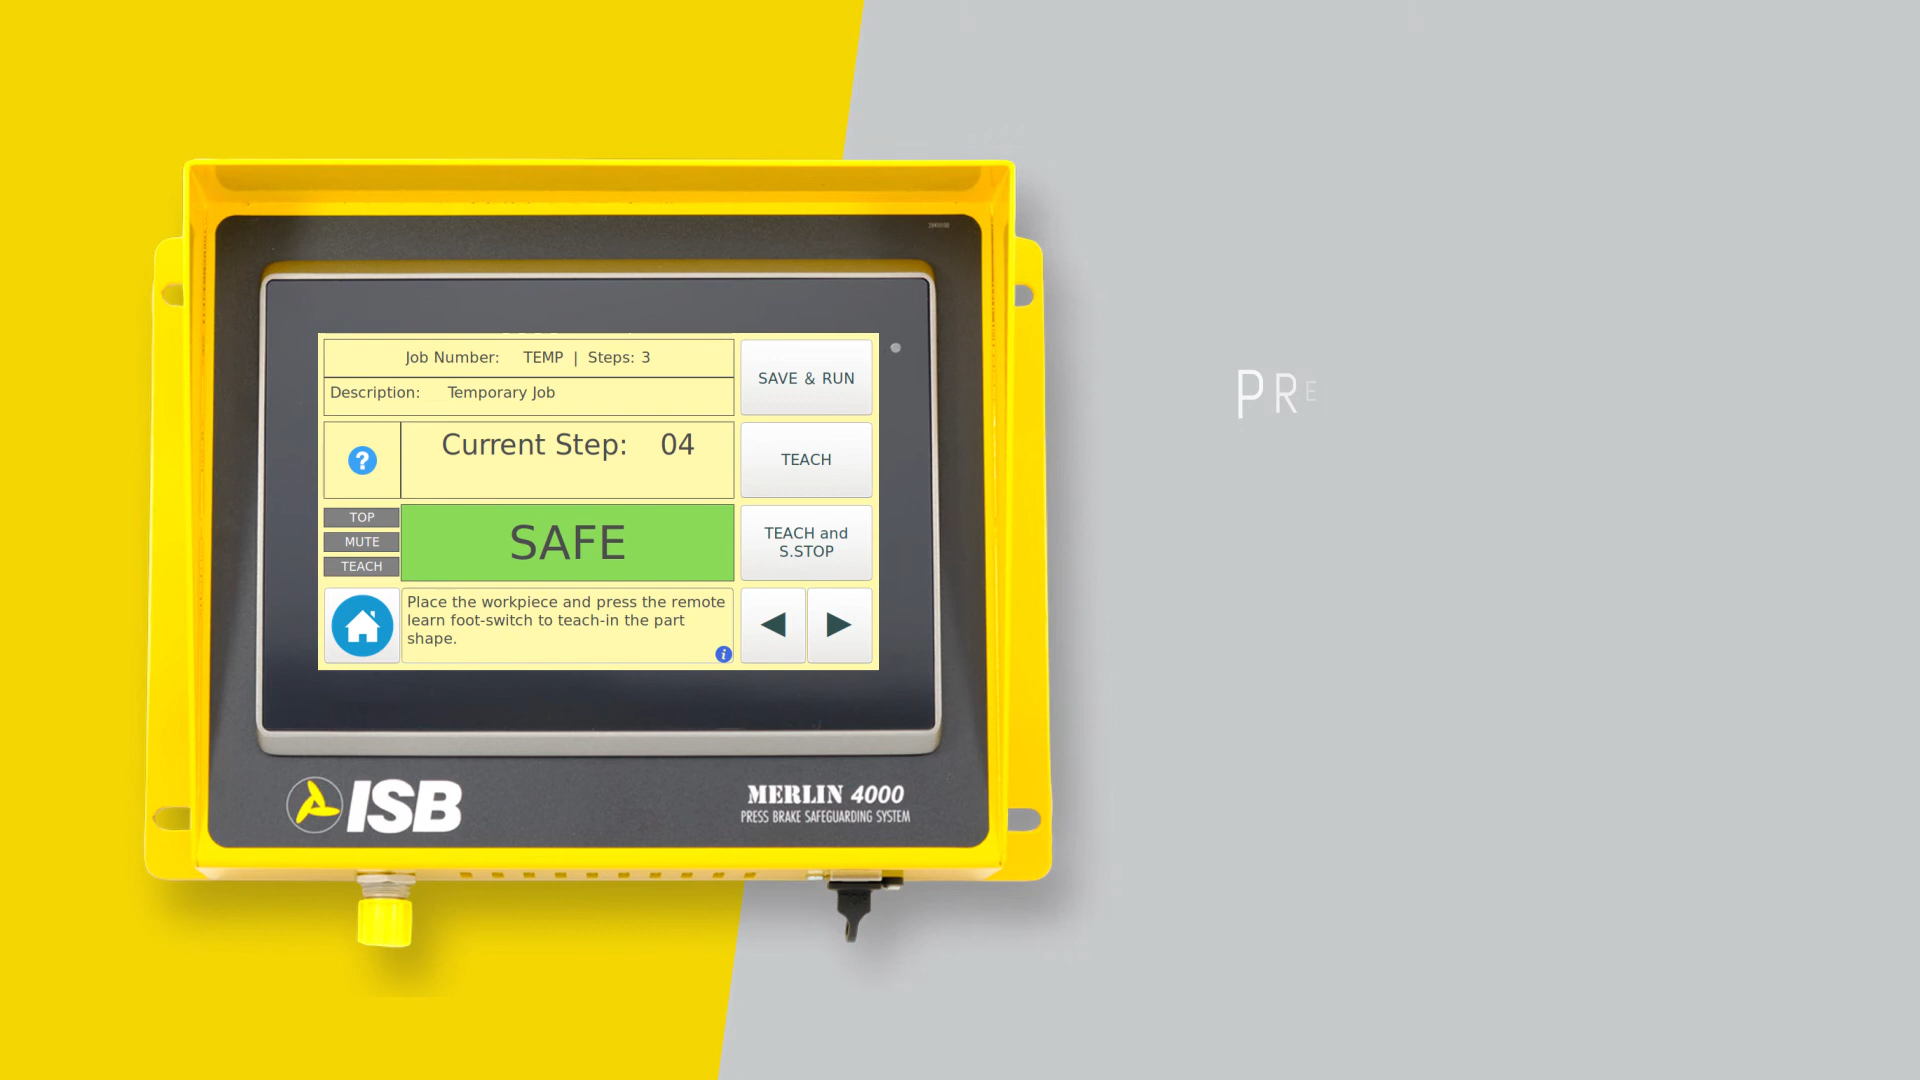 Job Number: TEMP | Steps: 3
SAVE & RUN
Description: Temporary Job
?
Current Step: 04
TEACH
TOP
MUTE
TEACH
SAFE
TEACH and
S.STOP
Place the workpiece and press the remote
learn foot-switch to teach-in the part
shape.
i
ISB
MERLIN 4000
PRESS BRAKE SAFEGUARDING SYSTEM
PRE